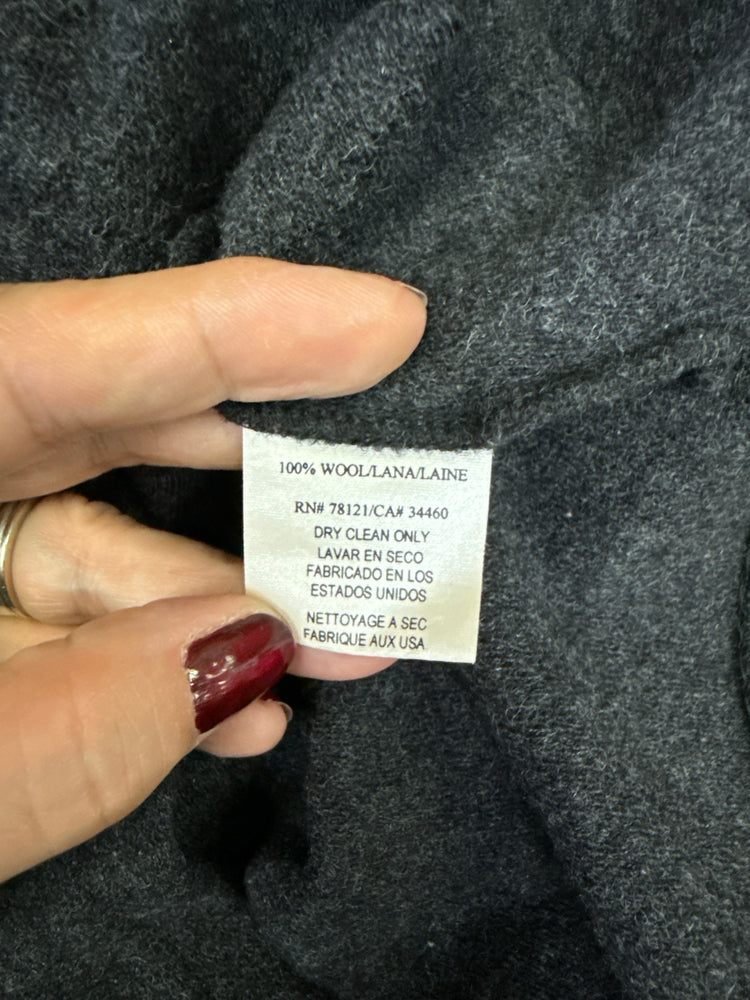 100% WOOL/LANA/LAINE
RN# 78121/CA# 34460
DRY CLEAN ONLY
LAVAR EN SECO
FABRICADO EN LOS
ESTADOS UNIDOS
NETTOYAGE A SEC
FABRIQUE AUX USA